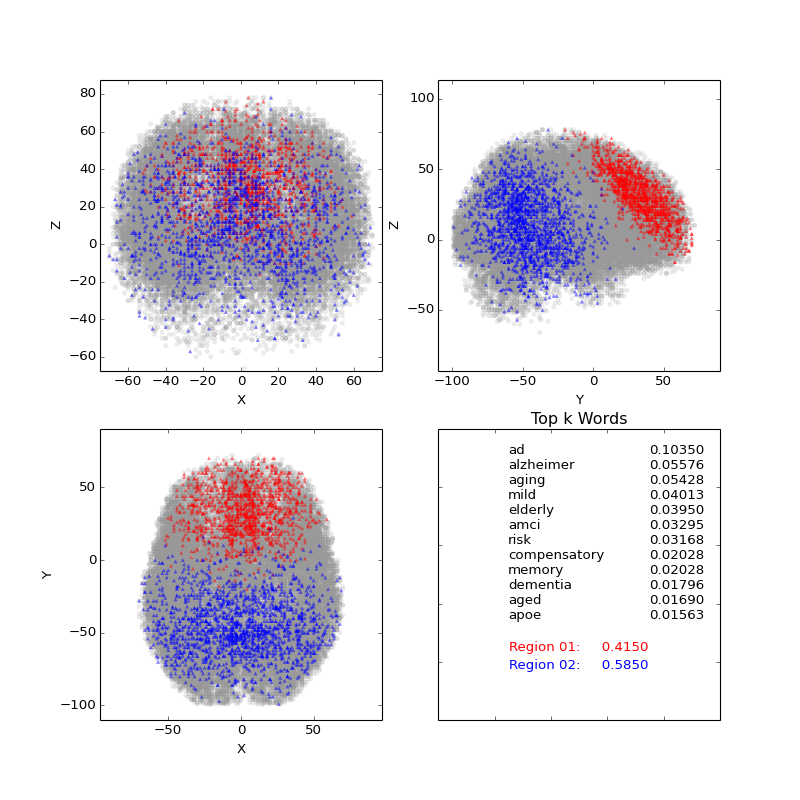 80
60
40
20
0
−20
−40
−60
Z
−60 −40 −20 0 20 40 60
X
100
50
0
−50
Z
−100 −50 0 50
Y
50
0
−50
−100
Y
−50 0 50
X
Top k Words
ad 0.10350
alzheimer 0.05576
aging 0.05428
mild 0.04013
elderly 0.03950
amci 0.03295
risk 0.03168
compensatory 0.02028
memory 0.02028
dementia 0.01796
aged 0.01690
apoe 0.01563
Region 01: 0.4150
Region 02: 0.5850